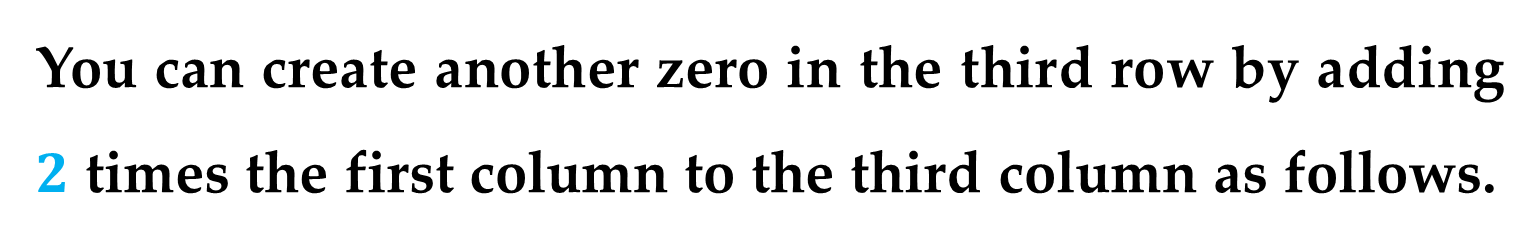 You can create another zero in the third row by adding
2 times the first column to the third column as follows.